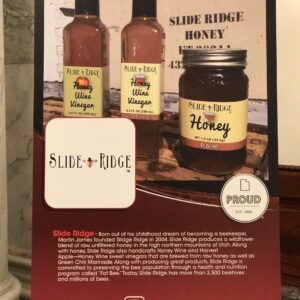 SLIDE RIDGE
HONEY
SLIDE RIDGE
Honey
Wine
Vinegar
SLIDE RIDGE
Honey
Wine
Vinegar
SLIDE RIDGE
Honey
RAW
SLIDE RIDGE
PROUD
Slide Ridge- Born out of his childhood dream of becoming a beekeeper,
Martin James founded Slidge Ridge in 2004. Slide Ridge produces a wildflower
blend of raw, unfiltered honey in the high northern mountains of Utah. Along
with honey, Slide Ridge also handcrafts Honey Wine and Harvest
Apple—Honey Wine sweet vinegars that are brewed from raw honey as well as
Green Chili Marinade. Along with producing great products, Slide Ridge is
committed to preserving the bee population through a health and nutrition
program called "Fat Bee." Today, Slide Ridge has more than 2,800 beehives
and millions of bees.